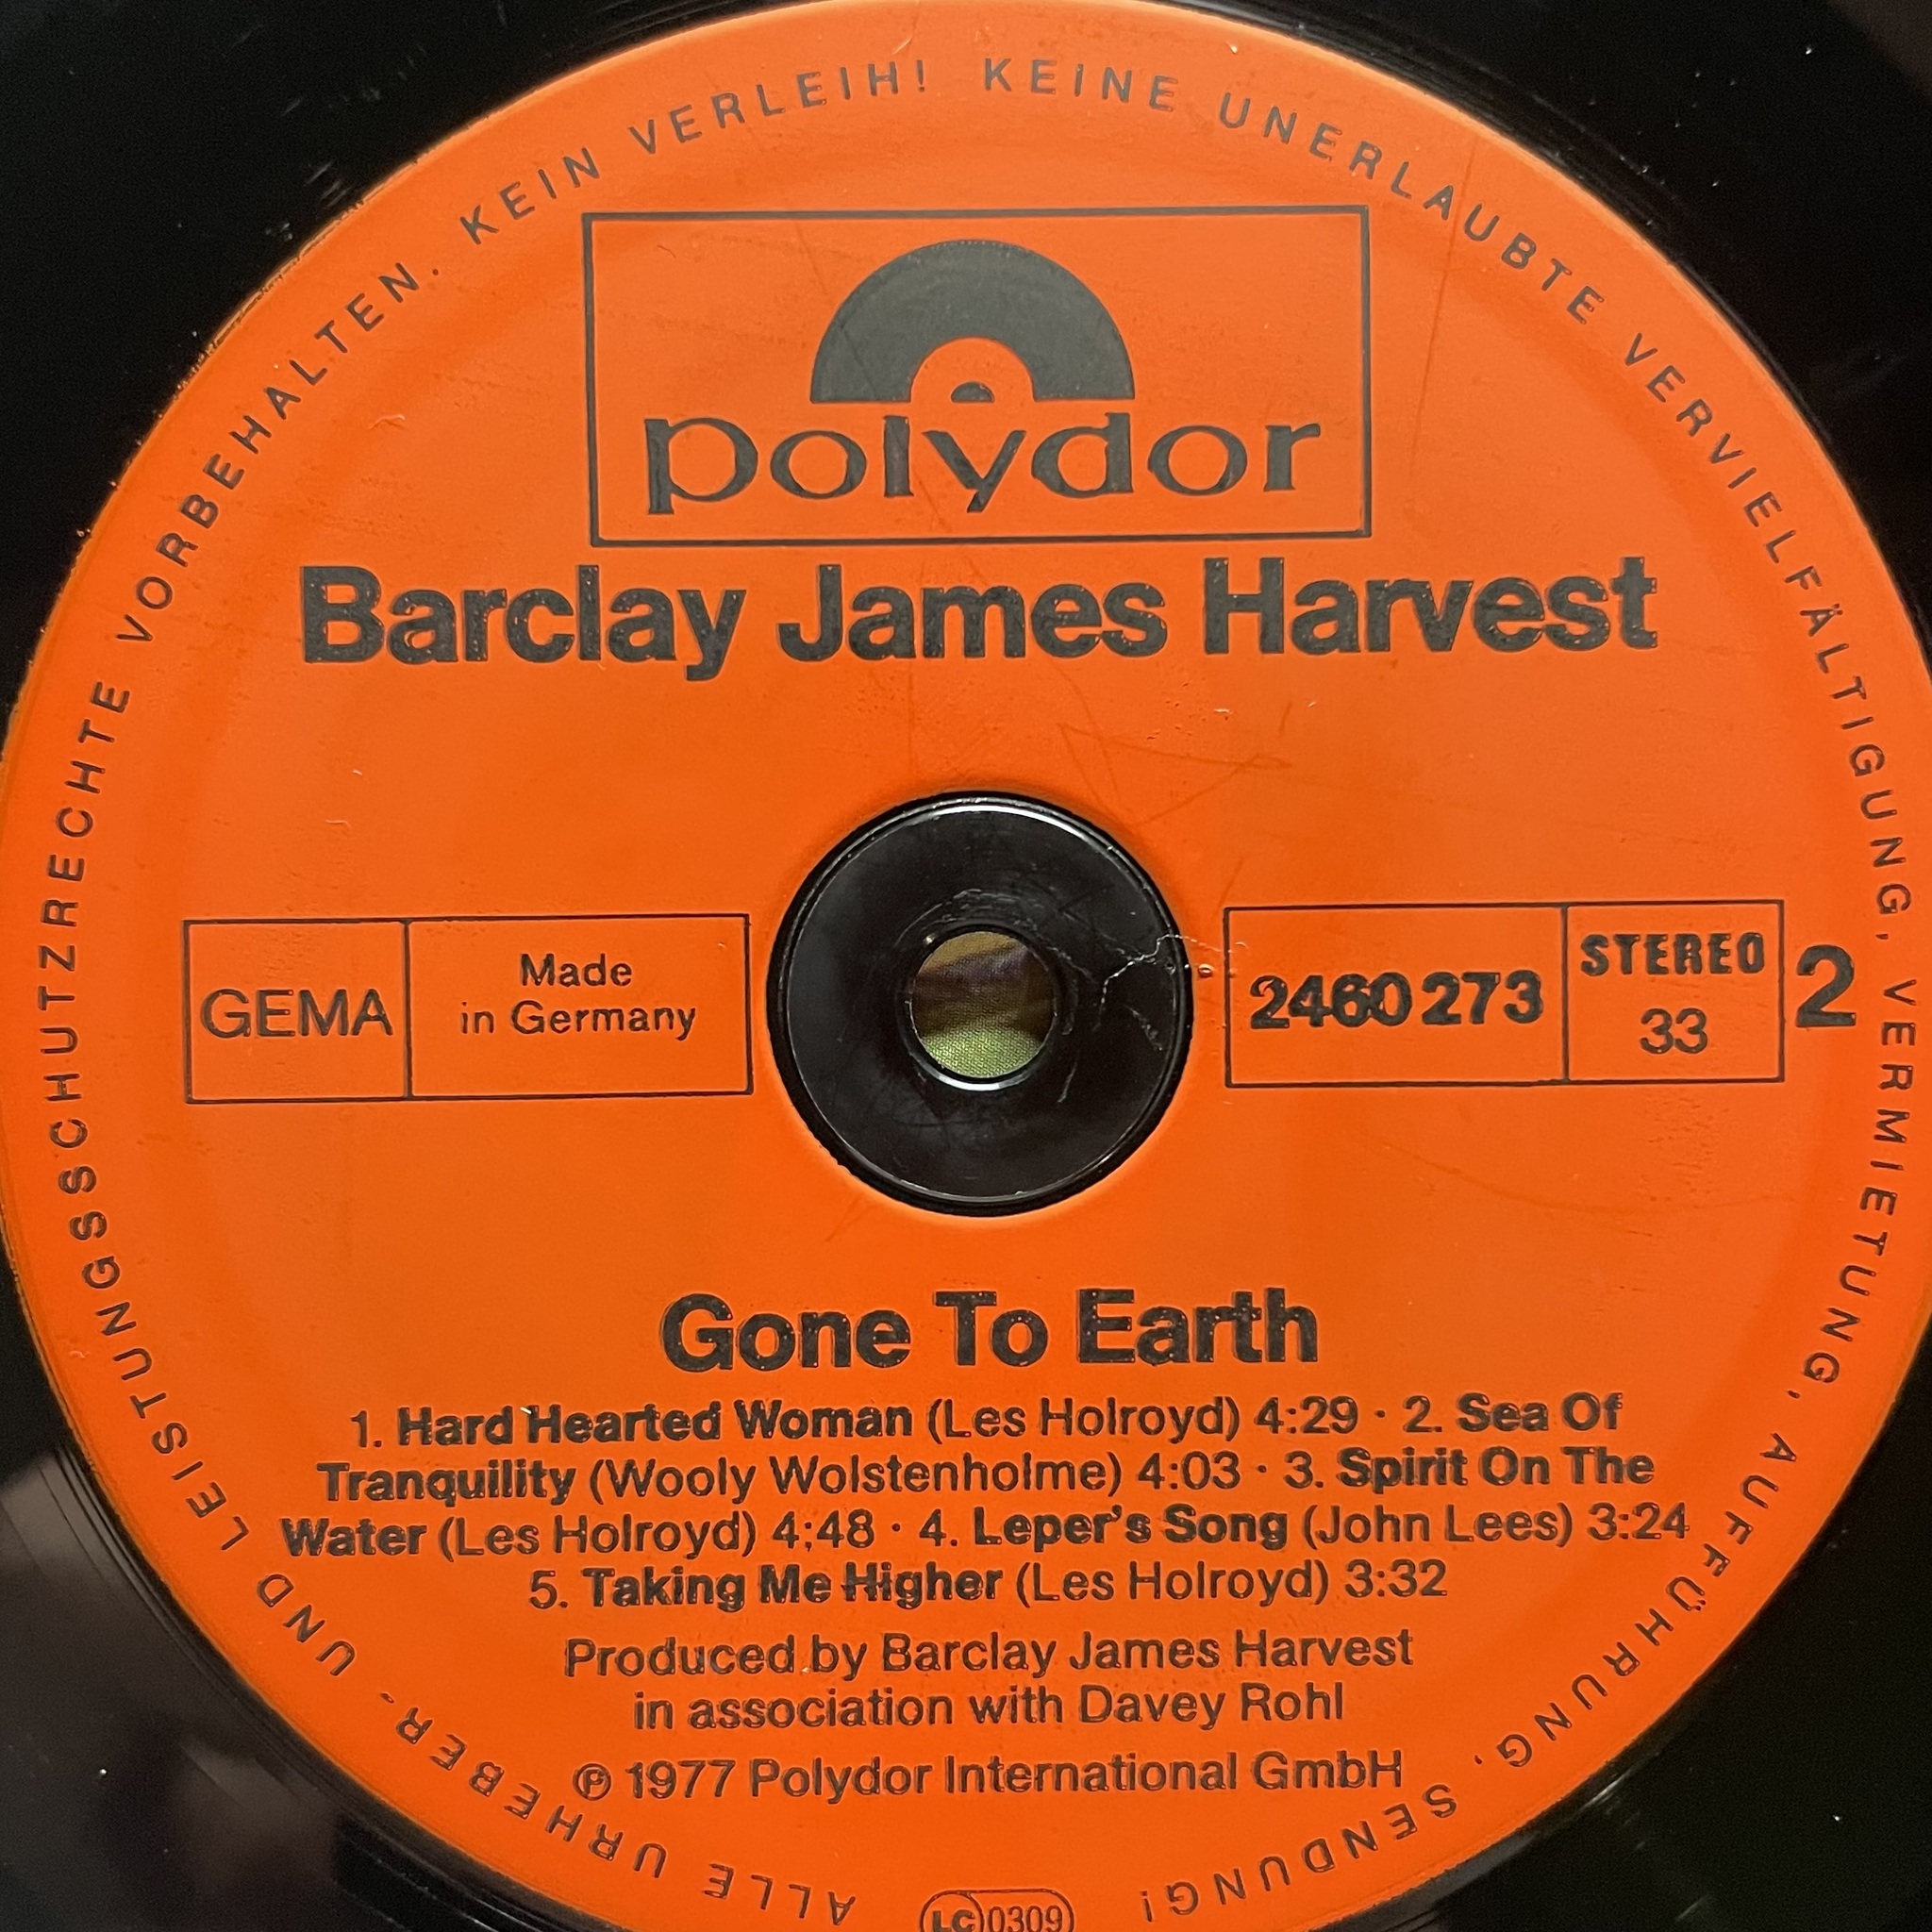 ALLE URHEBER- UND LEISTUNGSSCHUTZRECHTE VORBEHALTEN. KEIN VERLEIH! KEINE UNERLAUBTE VERVIELFÄLTIGUNG, VERMIETUNG, AUFFÜHRUNG, SENDUNG!
polydor
Barclay James Harvest
GEMA
Made
in Germany
2460 273
STEREO
33
2
Gone To Earth
1. Hard Hearted Woman (Les Holroyd) 4:29 · 2. Sea Of
Tranquility (Wooly Wolstenholme) 4:03 · 3. Spirit On The
Water (Les Holroyd) 4:48 · 4. Leper's Song (John Lees) 3:24
5. Taking Me Higher (Les Holroyd) 3:32
Produced by Barclay James Harvest
in association with Davey Rohl
℗ 1977 Polydor International GmbH
LC 0309